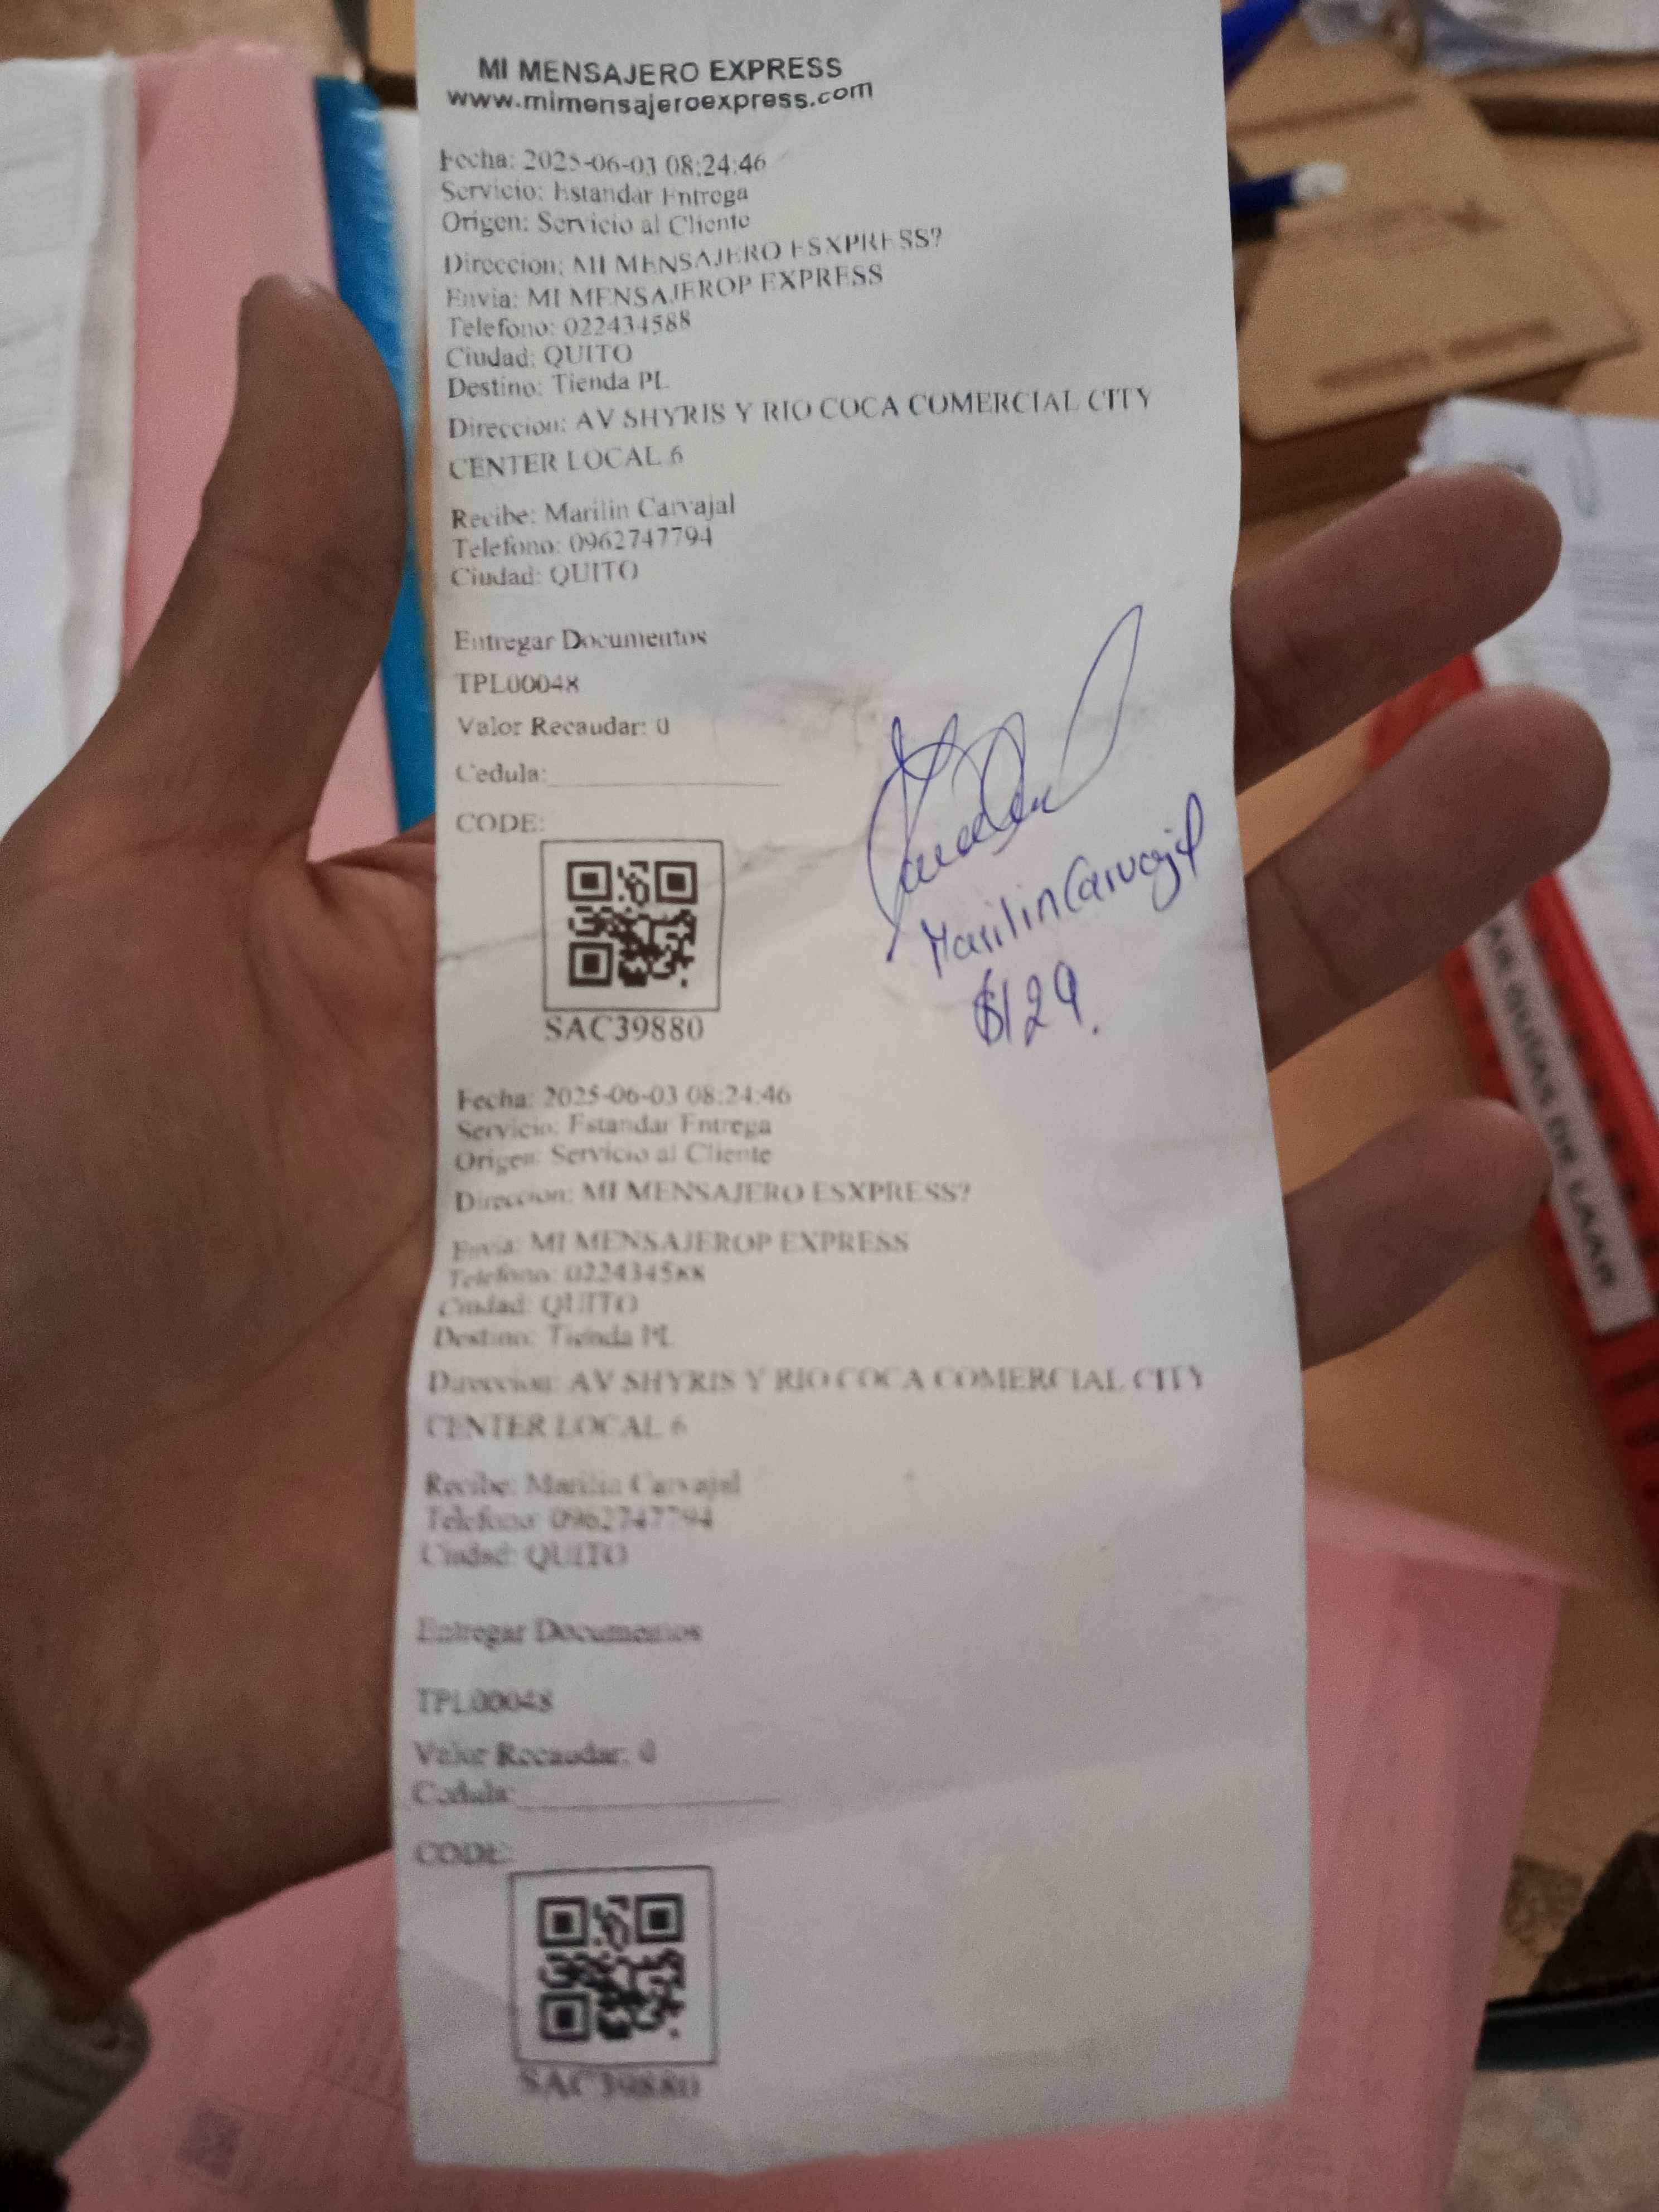 MI MENSAJERO EXPRESS
www.mimensajeroexpress.com
Fecha: 2025-06-03 08:24:46
Servicio: Estandar Entrega
Origen: Servicio al Cliente
Direccion: MI MENSAJERO ESXPRESS?
Envia: MI MENSAJEROP EXPRESS
Telefono: 022434588
Ciudad: QUITO
Destino: Tienda PL
Direccion: AV SHYRIS Y RIO COCA COMERCIAL CITY
CENTER LOCAL 6
Recibe: Marilin Carvajal
Telefono: 0962747794
Ciudad: QUITO
Entregar Documentos
TPL00048
Valor Recaudar: 0
Cedula:
CODE:
SAC39880
Marilin Carvajal
$129.
Fecha: 2025-06-03 08:24:46
Servicio: Estandar Entrega
Origen: Servicio al Cliente
Direccion: MI MENSAJERO ESXPRESS?
Envia: MI MENSAJEROP EXPRESS
Telefono: 022434588
Ciudad: QUITO
Destino: Tienda PL
Direccion: AV SHYRIS Y RIO COCA COMERCIAL CITY
CENTER LOCAL 6
Recibe: Marilin Carvajal
Telefono: 0962747794
Ciudad: QUITO
Entregar Documentos
TPL00048
Valor Recaudar: 0
Cedula:
CODE:
SAC39880
GUIAS DE LAAR